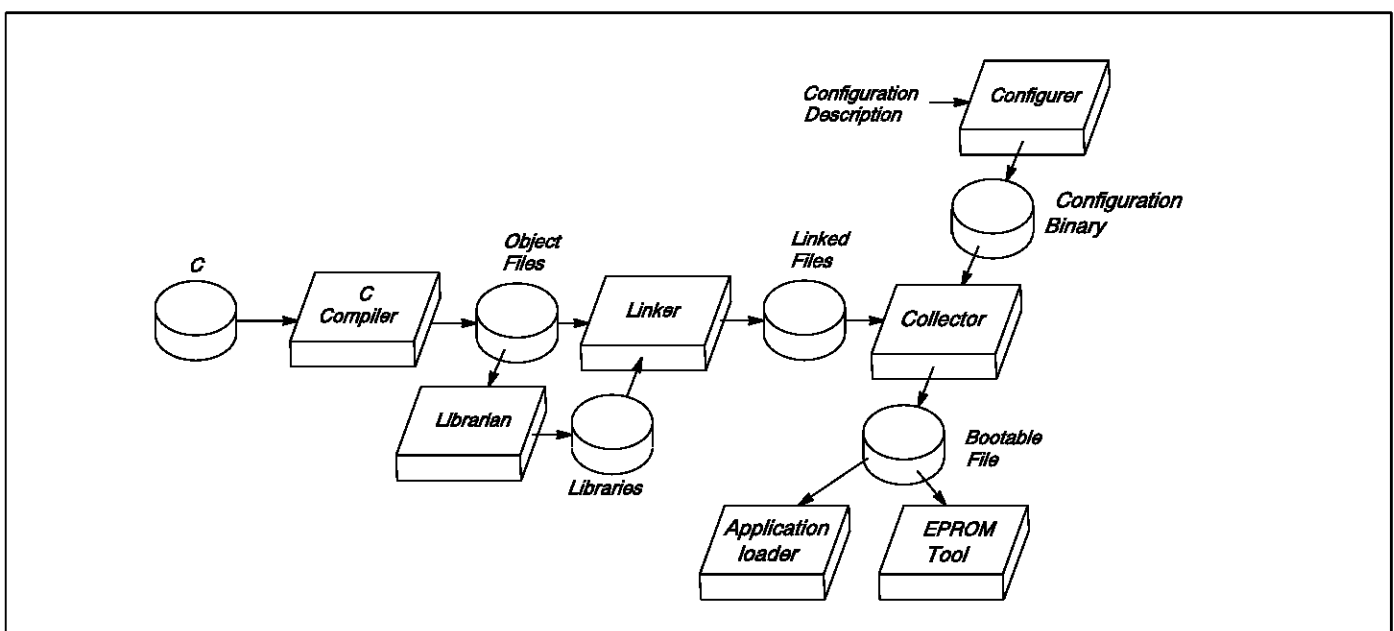 Configuration
Description
Configurer
Configuration
Binary
C
C
Compiler
Object
Files
Linker
Linked
Files
Collector
Librarian
Libraries
Bootable
File
Application
loader
EPROM
Tool